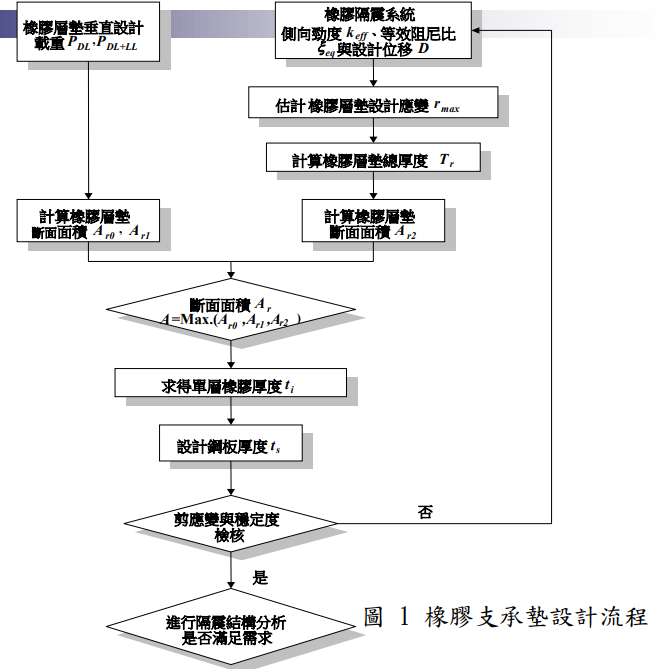 橡膠層墊垂直設計
載重 P_DL,P_DL+LL
橡膠隔震系統
側向勁度 k_eff、等效阻尼比
ξ_eq與設計位移 D
估計 橡膠層墊設計應變 r_max
計算橡膠層墊總厚度 T_r
計算橡膠層墊
斷面面積 A_r0 , A_r1
計算橡膠層墊
斷面面積 A_r2
斷面面積 A_r
A=Max.(A_r0 ,A_r1,A_r2 )
求得單層橡膠厚度 t_i
設計鋼板厚度 t_s
剪應變與穩定度
檢核
否
是
進行隔震結構分析
是否滿足需求
圖 1 橡膠支承墊設計流程